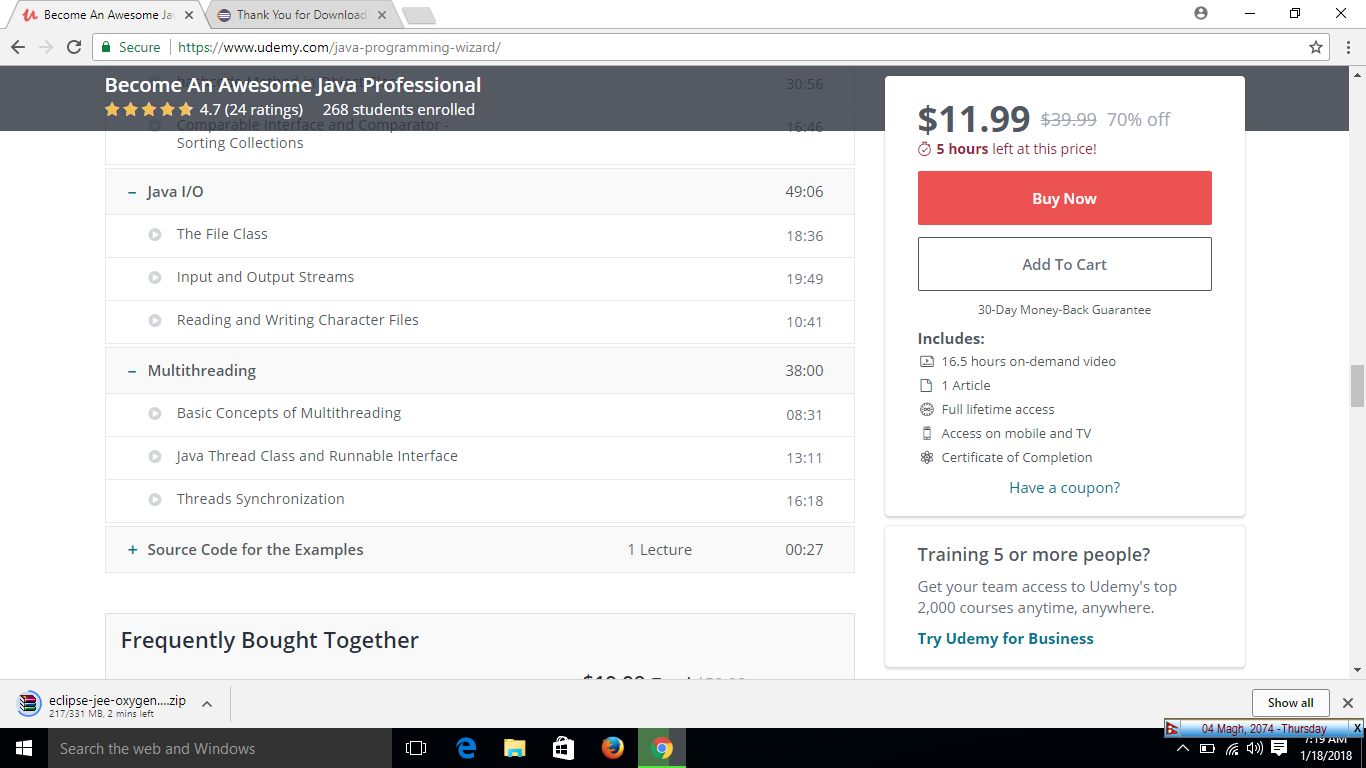 Become An Awesome Jav
Thank You for Download
Secure
https://www.udemy.com/java-programming-wizard/
Become An Awesome Java Professional
30:56
4.7 (24 ratings) 268 students enrolled
Comparable Interface and Comparator - 16:46
Sorting Collections
– Java I/O 49:06
The File Class 18:36
Input and Output Streams 19:49
Reading and Writing Character Files 10:41
– Multithreading 38:00
Basic Concepts of Multithreading 08:31
Java Thread Class and Runnable Interface 13:11
Threads Synchronization 16:18
+ Source Code for the Examples 1 Lecture 00:27
Frequently Bought Together
$11.99 $39.99 70% off
5 hours left at this price!
Buy Now
Add To Cart
30-Day Money-Back Guarantee
Includes:
16.5 hours on-demand video
1 Article
Full lifetime access
Access on mobile and TV
Certificate of Completion
Have a coupon?
Training 5 or more people?
Get your team access to Udemy's top
2,000 courses anytime, anywhere.
Try Udemy for Business
eclipse-jee-oxygen....zip
217/331 MB, 2 mins left
Show all
04 Magh, 2074 -Thursday X
Search the web and Windows
7:19 AM
1/18/2018